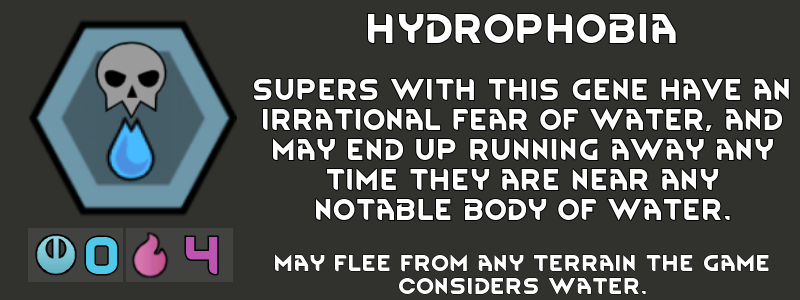 HYDROPHOBIA
SUPERS WITH THIS GENE HAVE AN
IRRATIONAL FEAR OF WATER, AND
MAY END UP RUNNING AWAY ANY
TIME THEY ARE NEAR ANY
NOTABLE BODY OF WATER.
0 4
MAY FLEE FROM ANY TERRAIN THE GAME
CONSIDERS WATER.